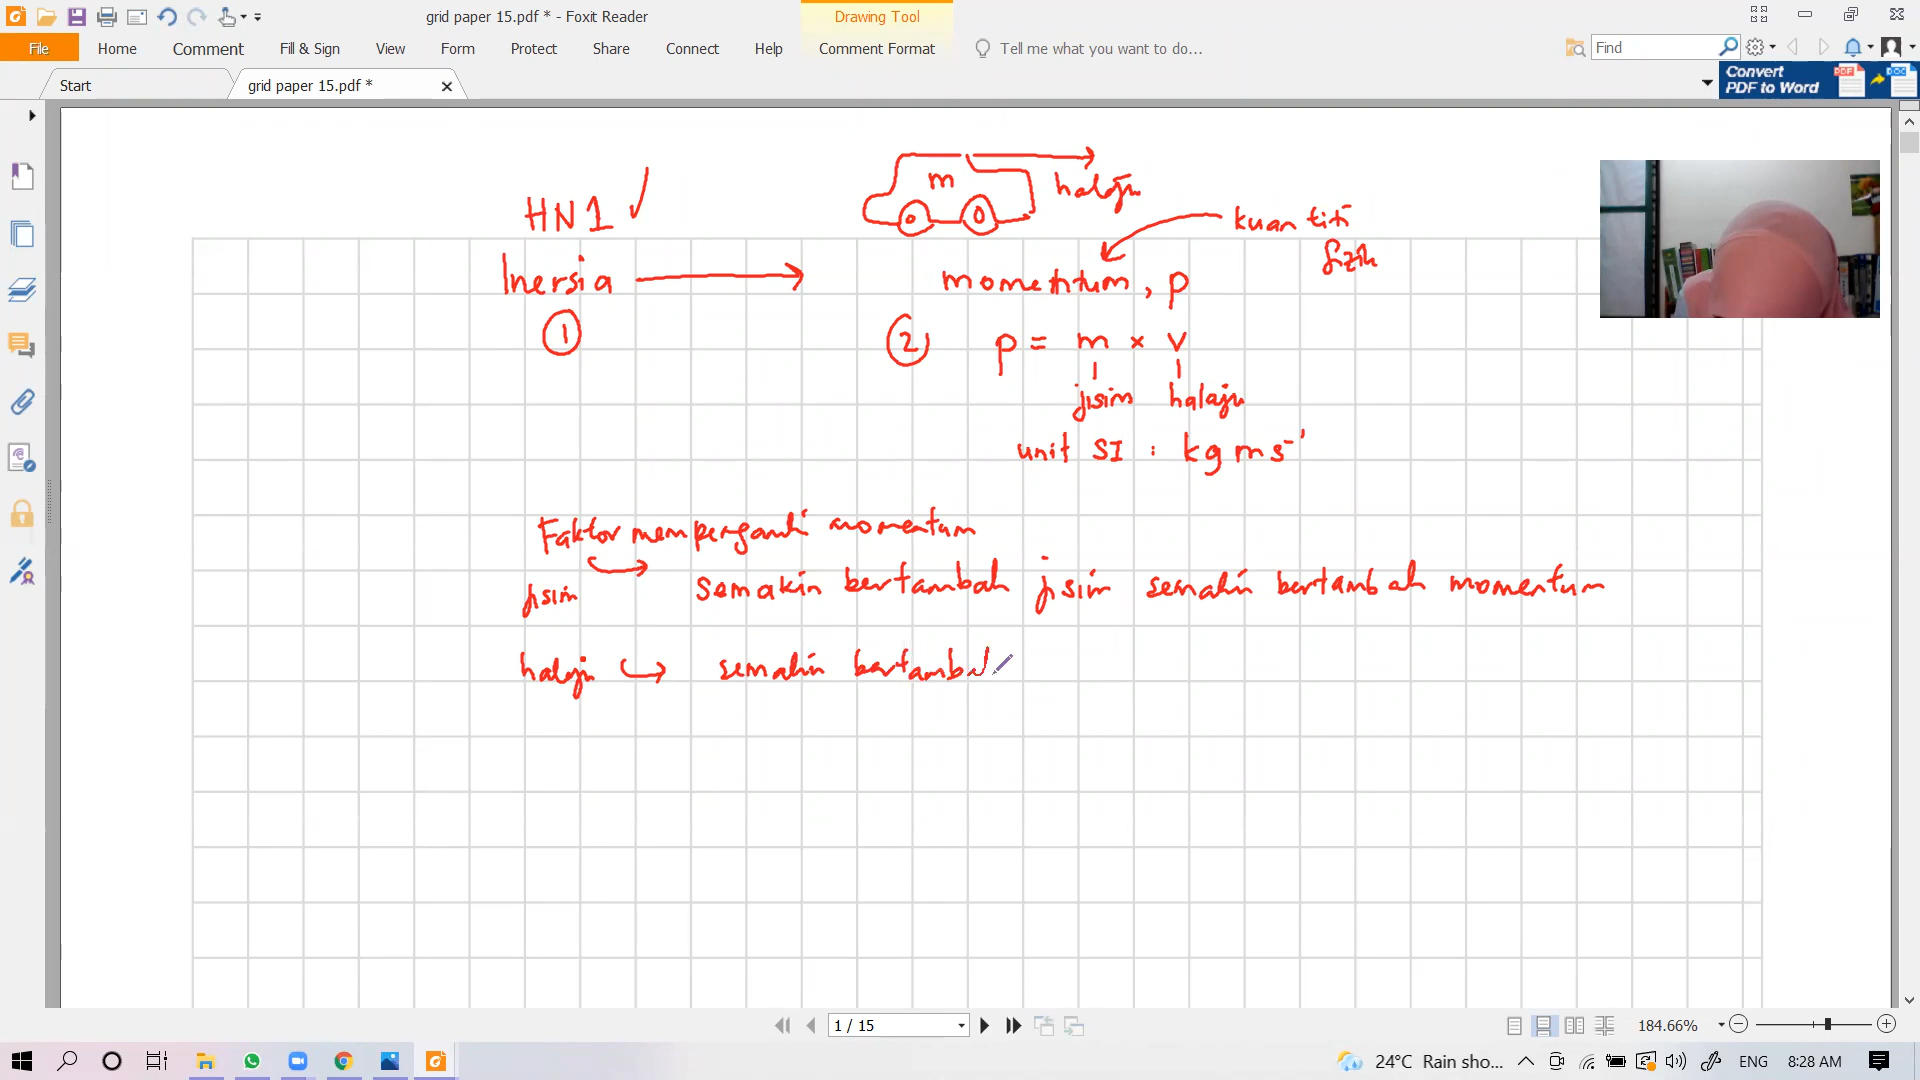 grid paper 15.pdf * - Foxit Reader
Drawing Tool
File Home Comment Fill & Sign View Form Protect Share Connect Help Comment Format Tell me what you want to do... Find
Start grid paper 15.pdf *
Convert PDF to Word
PDF DOC
HN1 ✓
m
halaju
kuantiti
fizik
Inersia → momentum, p
① ② p = m × v
jisim halaju
unit SI : kg m s⁻¹
Faktor mempengaruhi momentum
jisim semakin bertambah jisim semakin bertambah momentum
halaju semakin bertambah
1 / 15
184.66%
24°C Rain sho... ENG 8:28 AM